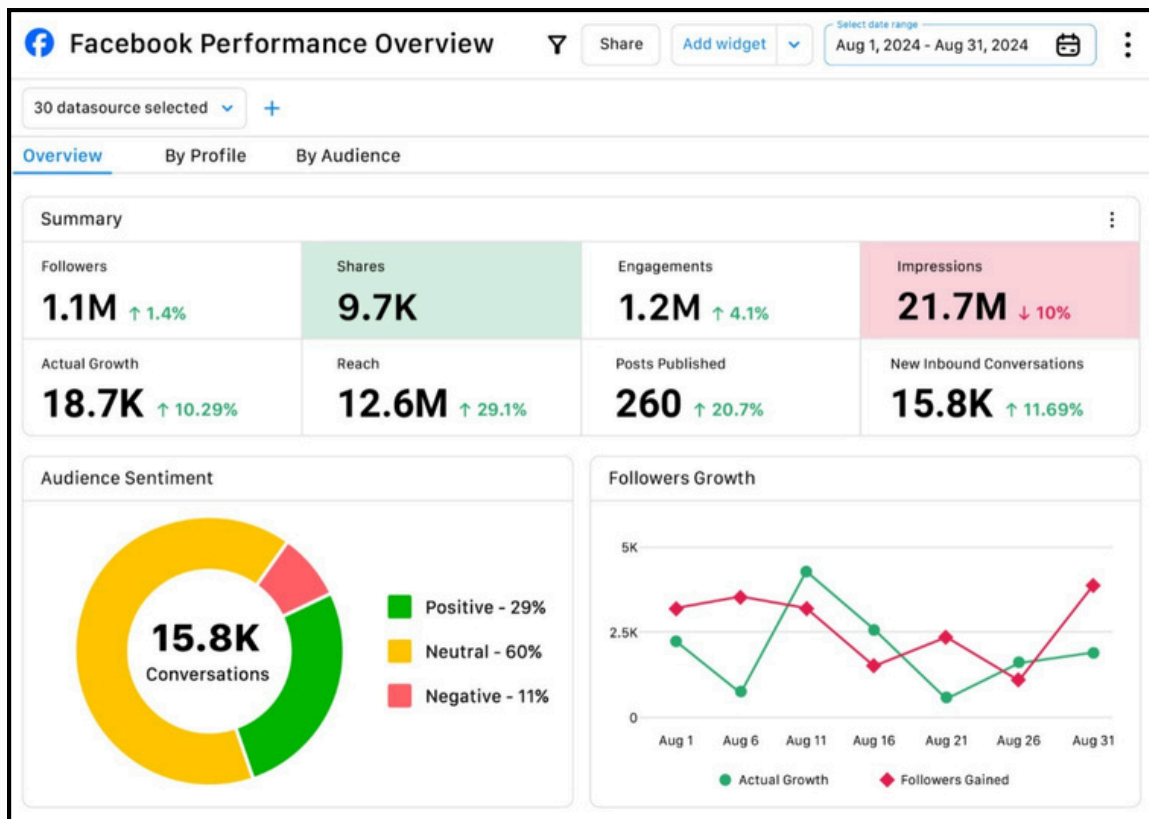 Facebook Performance Overview
Share
Add widget
Select date range
Aug 1, 2024 - Aug 31, 2024
30 datasource selected
+
Overview By Profile By Audience
Summary
Followers Shares Engagements Impressions
1.1M ↑ 1.4% 9.7K 1.2M ↑ 4.1% 21.7M ↓ 10%
Actual Growth Reach Posts Published New Inbound Conversations
18.7K ↑ 10.29% 12.6M ↑ 29.1% 260 ↑ 20.7% 15.8K ↑ 11.69%
Audience Sentiment
15.8K
Conversations
Positive - 29%
Neutral - 60%
Negative - 11%
Followers Growth
5K
2.5K
0
Aug 1 Aug 6 Aug 11 Aug 16 Aug 21 Aug 26 Aug 31
Actual Growth Followers Gained